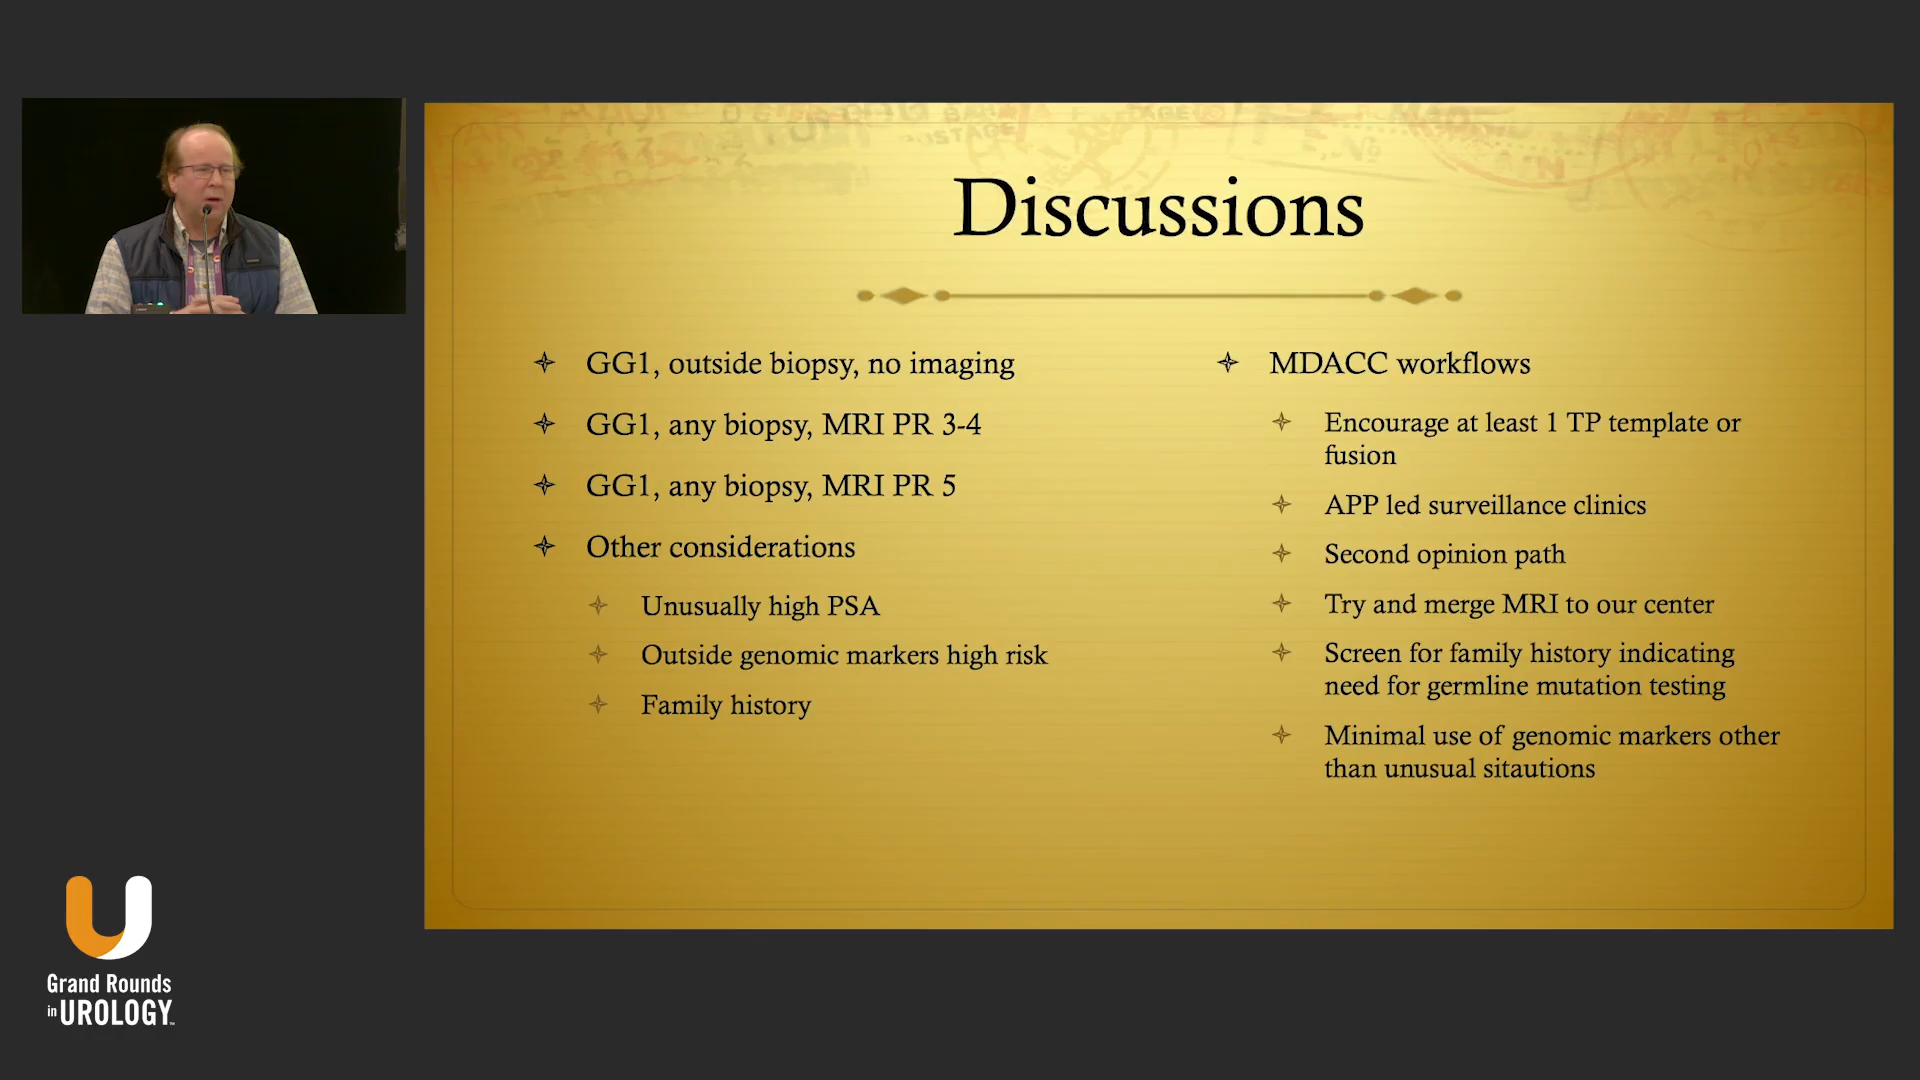 Discussions
GG1, outside biopsy, no imaging
GG1, any biopsy, MRI PR 3-4
GG1, any biopsy, MRI PR 5
Other considerations
Unusually high PSA
Outside genomic markers high risk
Family history
MDACC workflows
Encourage at least 1 TP template or
fusion
APP led surveillance clinics
Second opinion path
Try and merge MRI to our center
Screen for family history indicating
need for germline mutation testing
Minimal use of genomic markers other
than unusual sitautions
Grand Rounds
in UROLOGY™